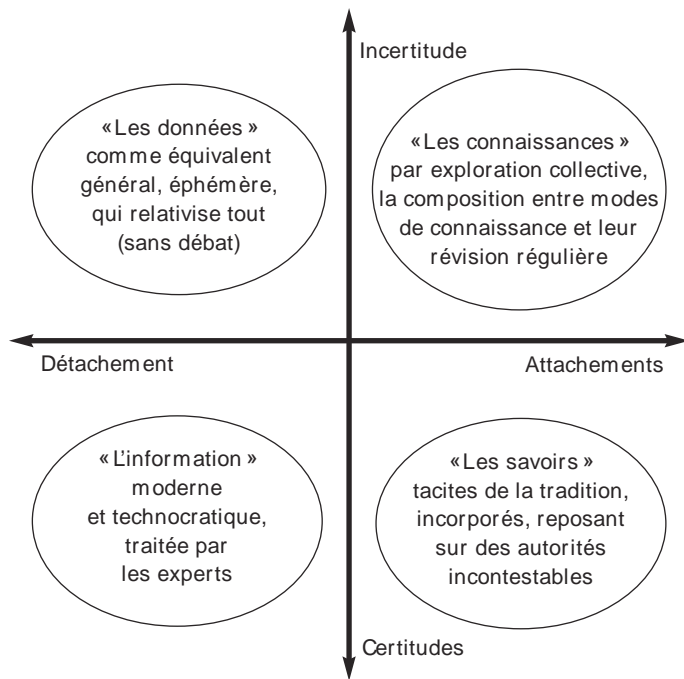 Incertitude
«Les données»
comme équivalent
général, éphémère,
qui relativise tout
(sans débat)
«Les connaissances»
par exploration collective,
la composition entre modes
de connaissance et leur
révision régulière
Détachement
Attachements
«L'information»
moderne
et technocratique,
traitée par
les experts
«Les savoirs»
tacites de la tradition,
incorporés, reposant
sur des autorités
incontestables
Certitudes